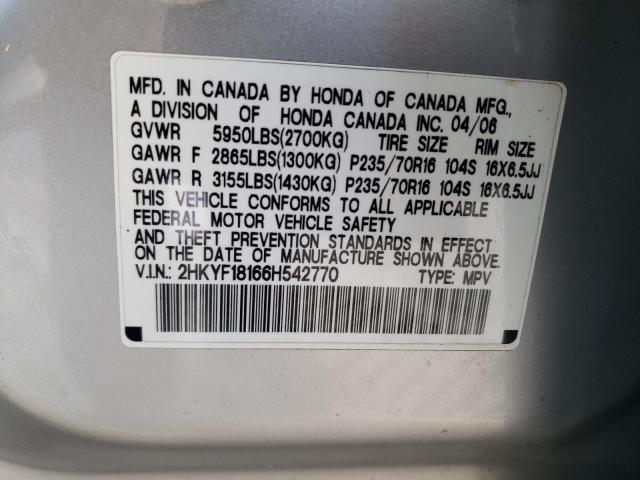 MFD. IN CANADA BY HONDA OF CANADA MFG.,
A DIVISION OF HONDA CANADA INC. 04/06
GVWR 5950LBS(2700KG) TIRE SIZE RIM SIZE
GAWR F 2865LBS(1300KG) P235/70R16 104S 16X6.5JJ
GAWR R 3155LBS(1430KG) P235/70R16 104S 16X6.5JJ
THIS VEHICLE CONFORMS TO ALL APPLICABLE
FEDERAL MOTOR VEHICLE SAFETY
AND THEFT PREVENTION STANDARDS IN EFFECT
ON THE DATE OF MANUFACTURE SHOWN ABOVE.
V.I.N.: 2HKYF18166H542770 TYPE: MPV